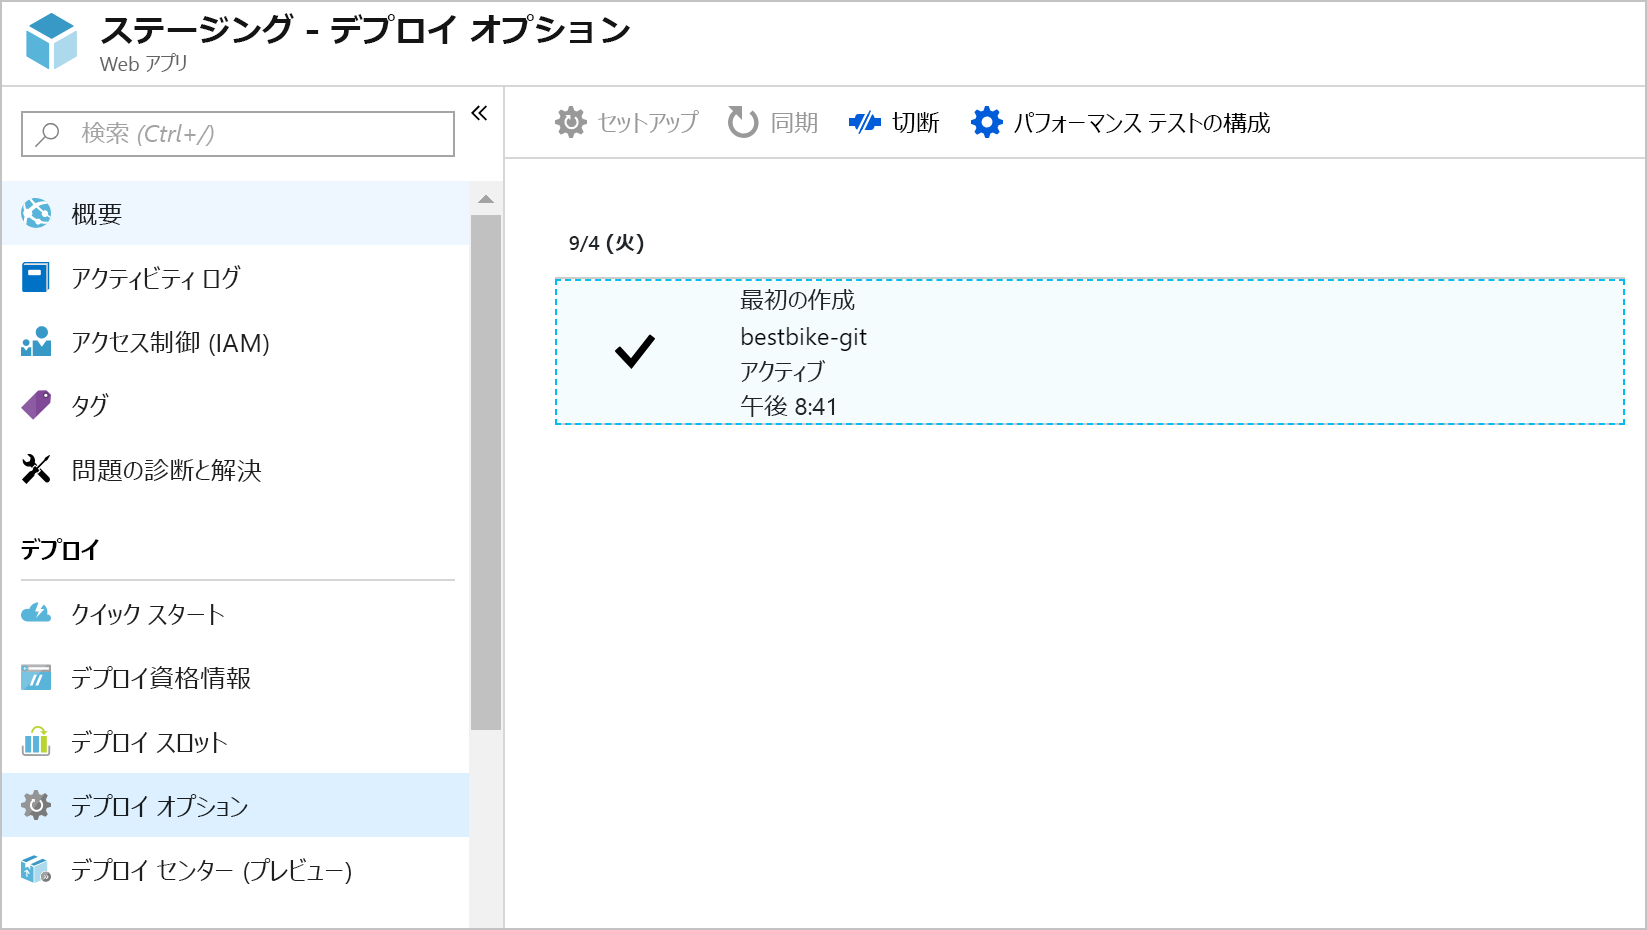 ステージング - デプロイ オプション
Web アプリ
検索 (Ctrl+/)
概要
アクティビティ ログ
アクセス制御 (IAM)
タグ
問題の診断と解決
デプロイ
クイック スタート
デプロイ資格情報
デプロイ スロット
デプロイ オプション
デプロイ センター (プレビュー)
セットアップ 同期 切断 パフォーマンス テストの構成
9/4 (火)
最初の作成
bestbike-git
アクティブ
午後 8:41